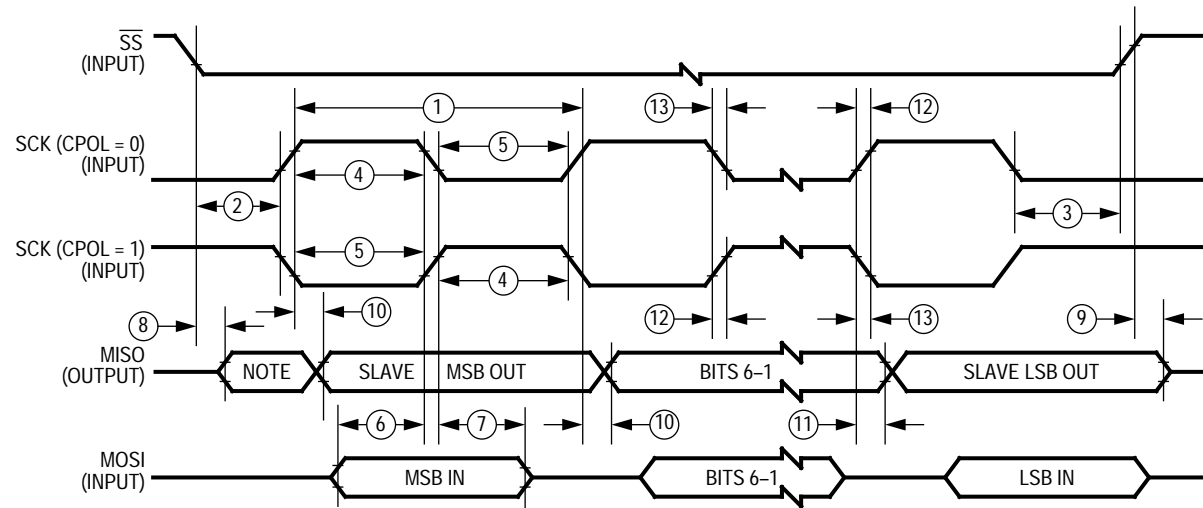 SS
(INPUT)
1
13
12
SCK (CPOL = 0)
(INPUT)
5
4
2
3
SCK (CPOL = 1)
(INPUT)
5
4
8
10
12
13
9
MISO
(OUTPUT)
NOTE
SLAVE
MSB OUT
BITS 6–1
SLAVE LSB OUT
6
7
10
11
MOSI
(INPUT)
MSB IN
BITS 6–1
LSB IN